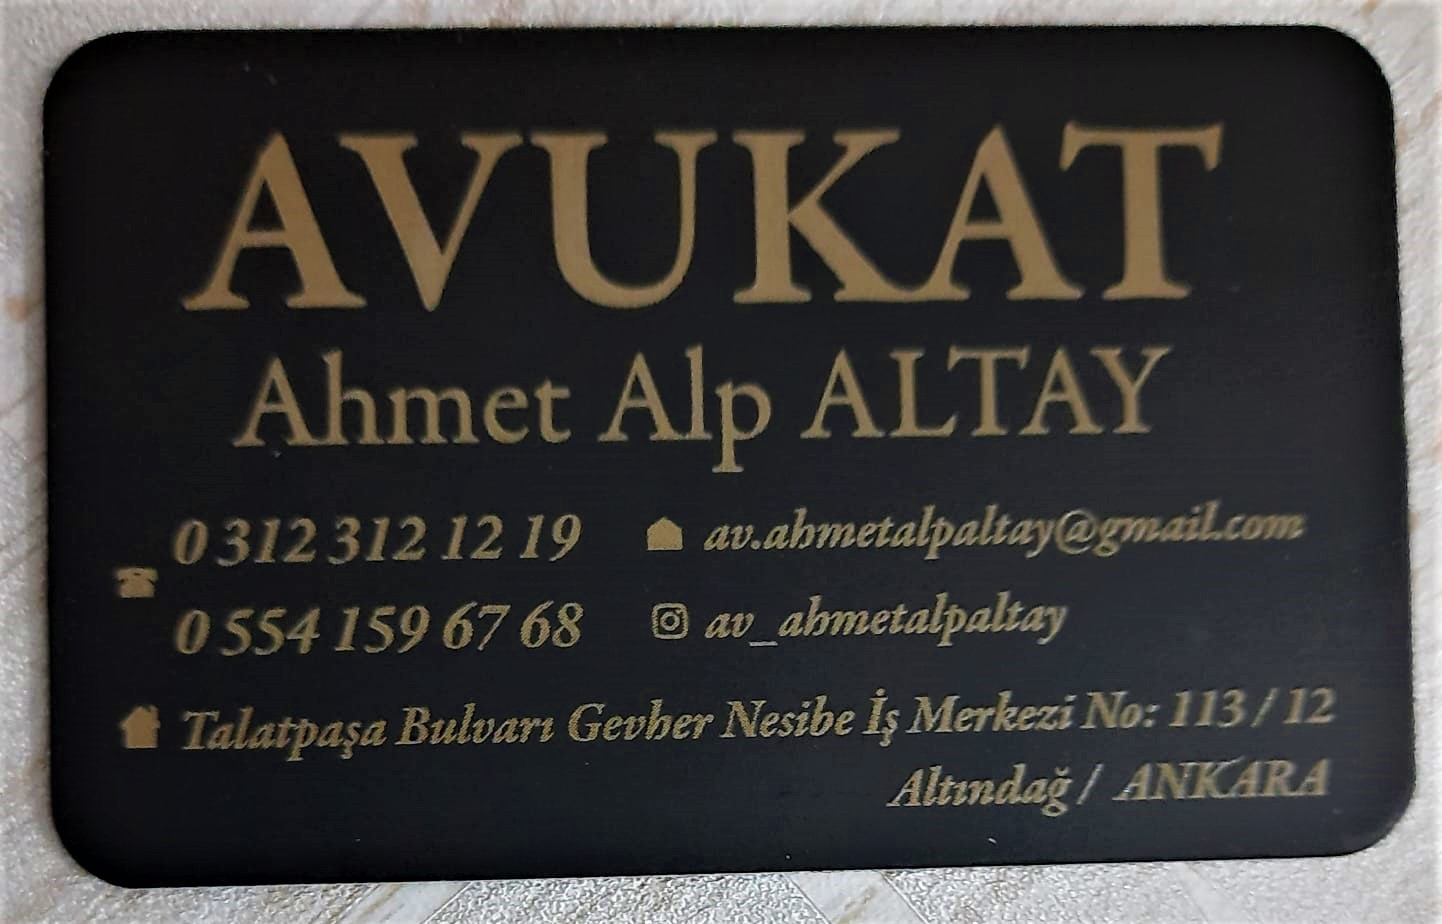 AVUKAT
Ahmet Alp ALTAY
0 312 312 12 19
0 554 159 67 68
av.ahmetalpaltay@gmail.com
av_ahmetalpaltay
Talatpaşa Bulvarı Gevher Nesibe İş Merkezi No: 113 / 12
Altındağ / ANKARA